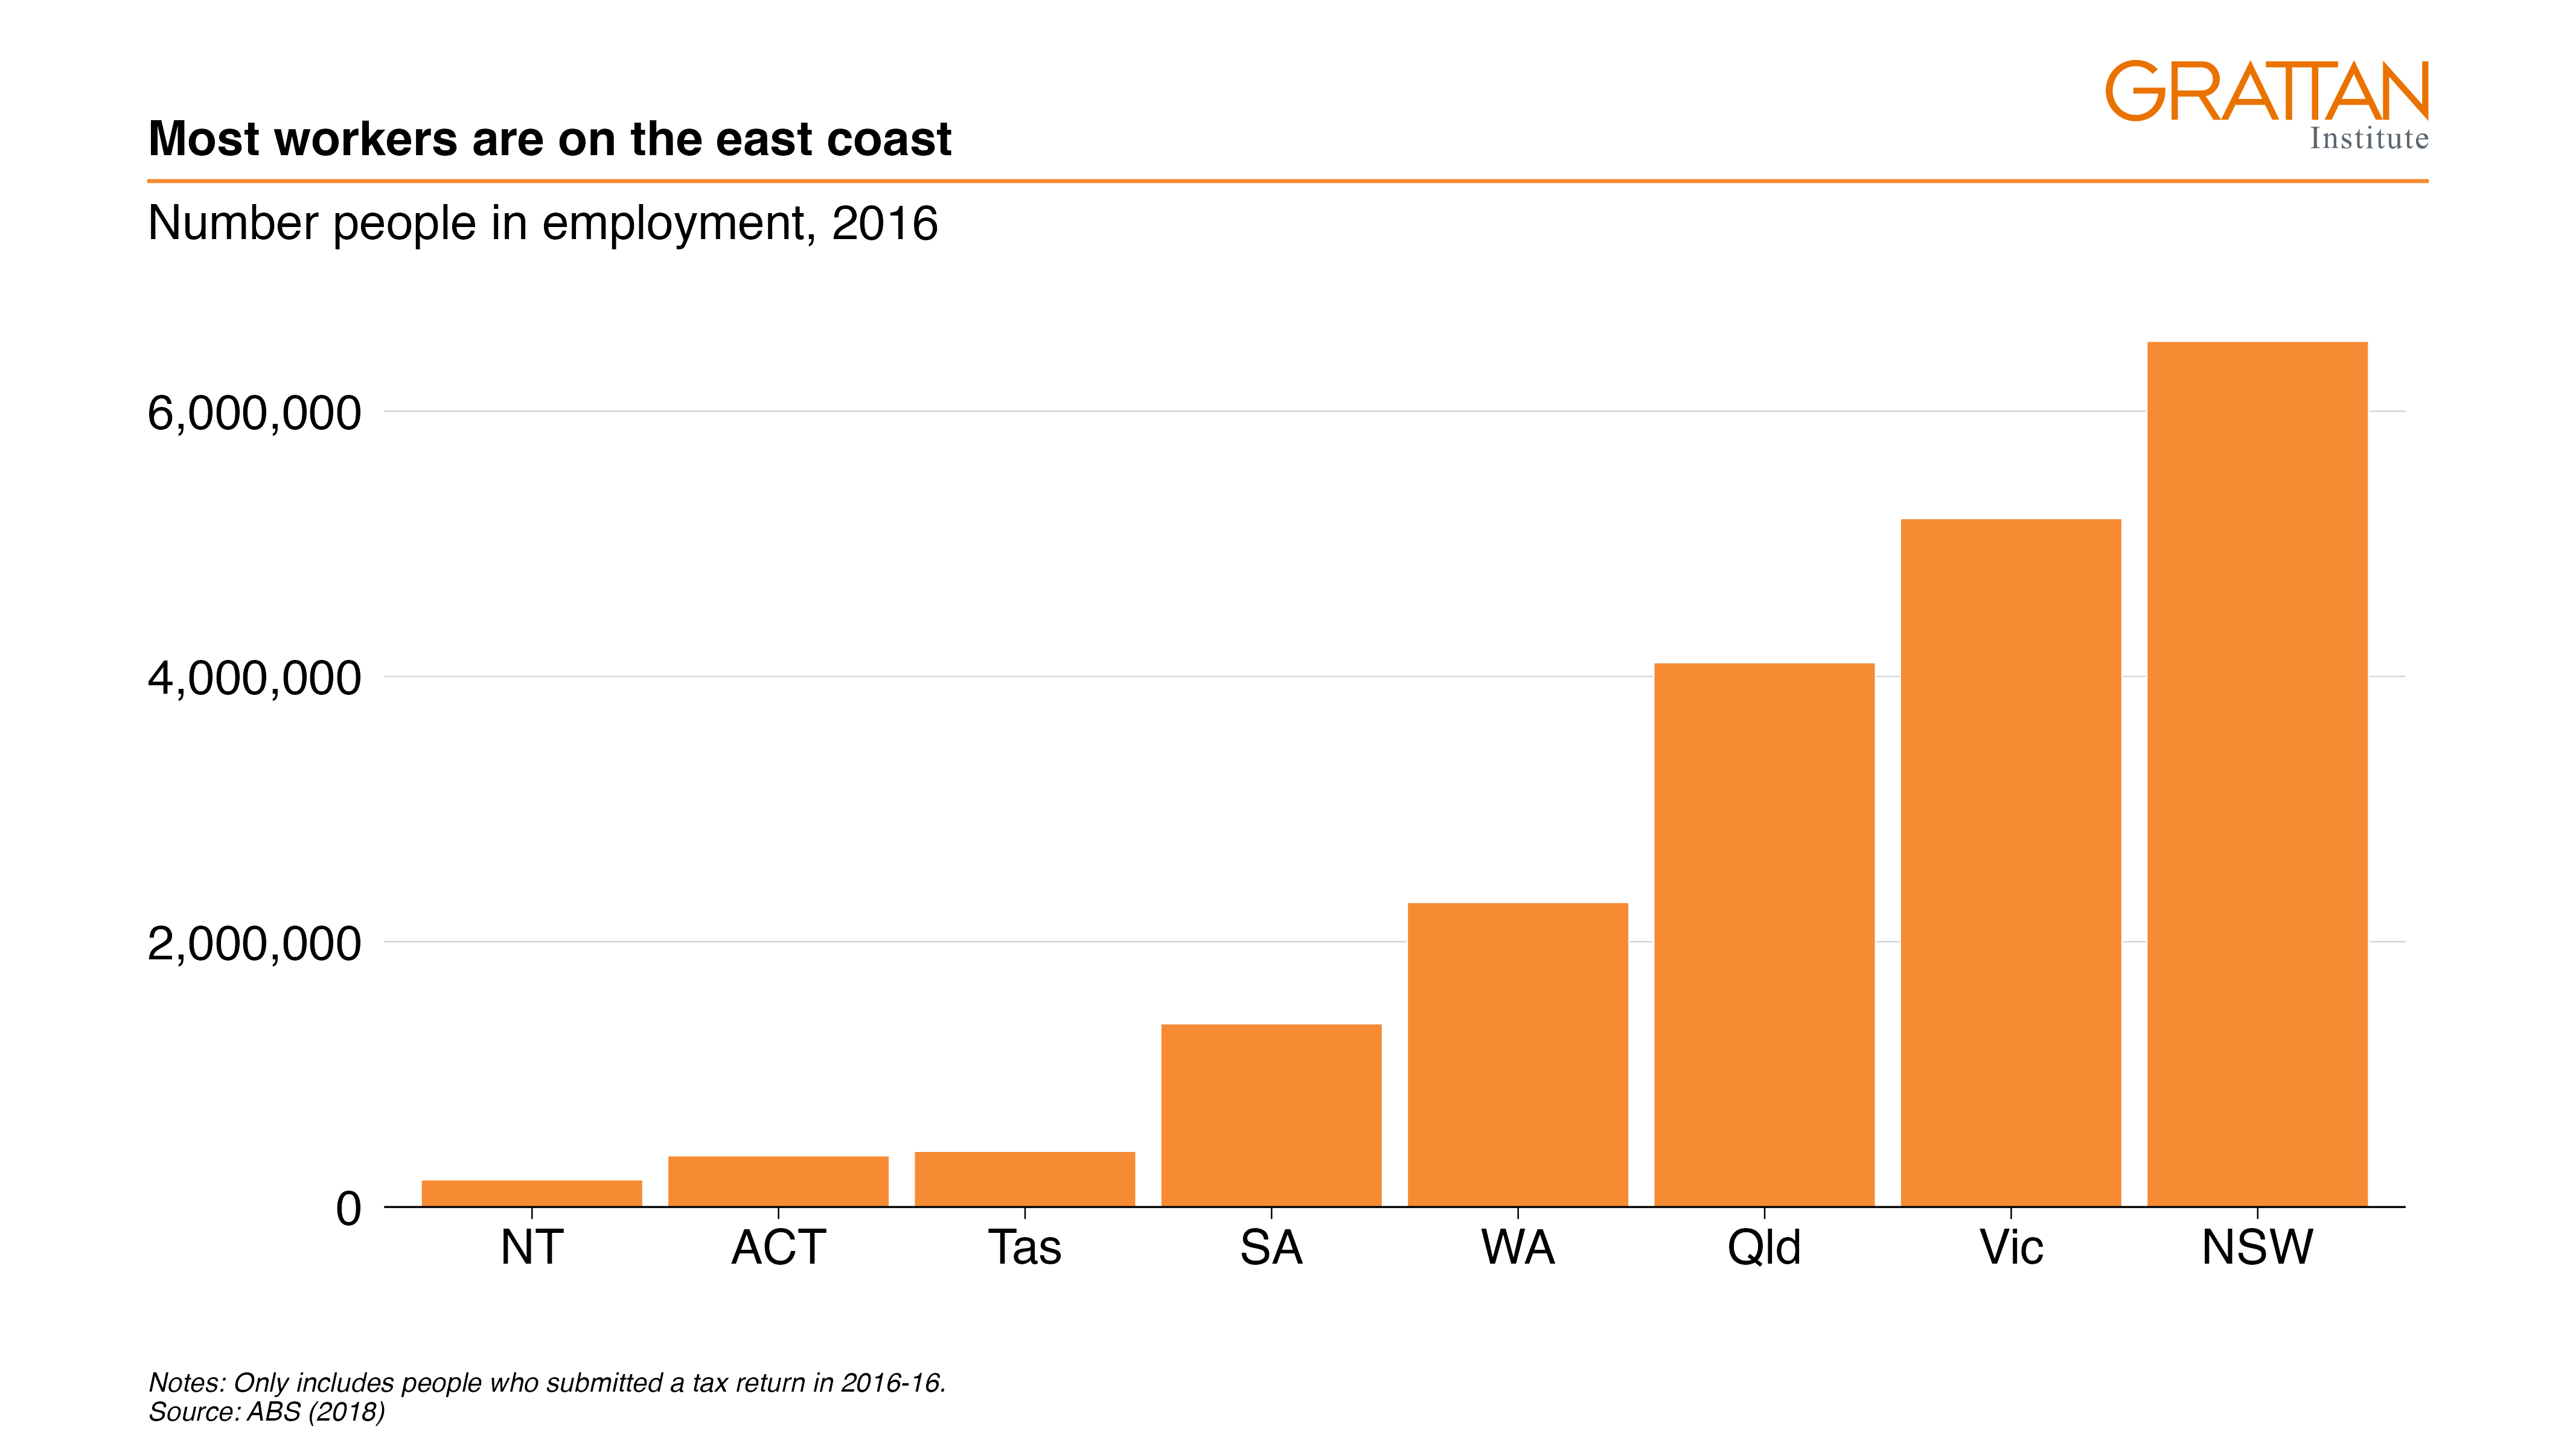 GRATTAN
Institute
Most workers are on the east coast
Number people in employment, 2016
6,000,000
4,000,000
2,000,000
0
NT ACT Tas SA WA Qld Vic NSW
Notes: Only includes people who submitted a tax return in 2016-16.
Source: ABS (2018)